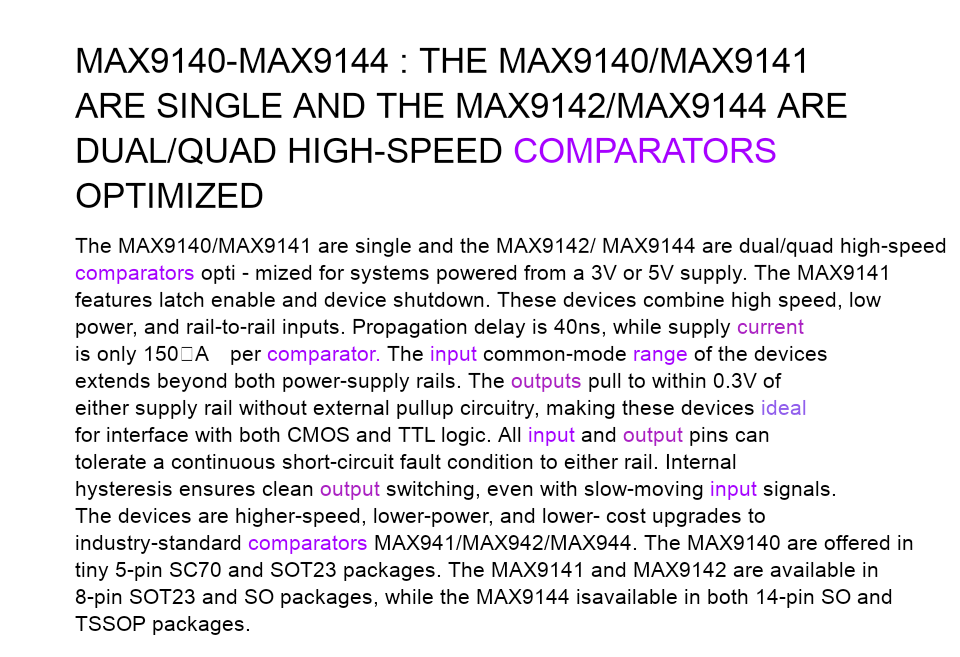 MAX9140-MAX9144 : THE MAX9140/MAX9141
ARE SINGLE AND THE MAX9142/MAX9144 ARE
DUAL/QUAD HIGH-SPEED COMPARATORS
OPTIMIZED
The MAX9140/MAX9141 are single and the MAX9142/ MAX9144 are dual/quad high-speed
comparators opti - mized for systems powered from a 3V or 5V supply. The MAX9141
features latch enable and device shutdown. These devices combine high speed, low
power, and rail-to-rail inputs. Propagation delay is 40ns, while supply current
is only 150□A per comparator. The input common-mode range of the devices
extends beyond both power-supply rails. The outputs pull to within 0.3V of
either supply rail without external pullup circuitry, making these devices ideal
for interface with both CMOS and TTL logic. All input and output pins can
tolerate a continuous short-circuit fault condition to either rail. Internal
hysteresis ensures clean output switching, even with slow-moving input signals.
The devices are higher-speed, lower-power, and lower- cost upgrades to
industry-standard comparators MAX941/MAX942/MAX944. The MAX9140 are offered in
tiny 5-pin SC70 and SOT23 packages. The MAX9141 and MAX9142 are available in
8-pin SOT23 and SO packages, while the MAX9144 isavailable in both 14-pin SO and
TSSOP packages.